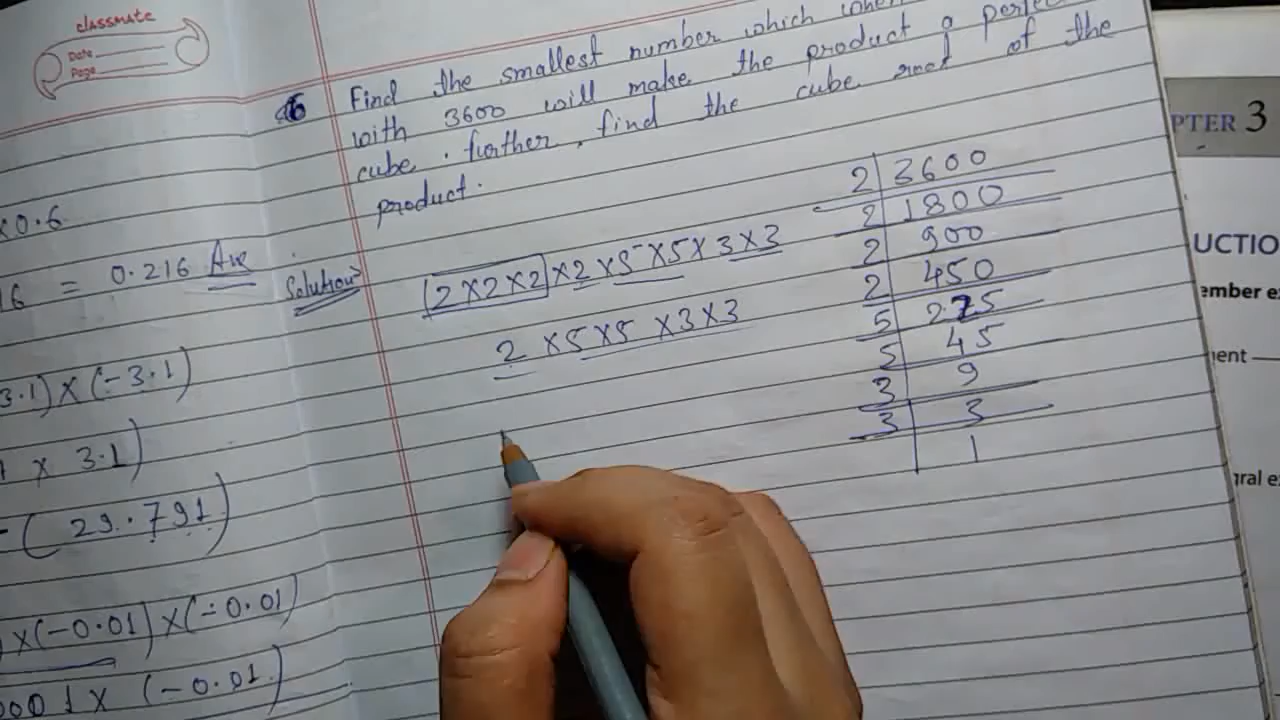 classmate
Date
Page
Q6 Find the smallest number which when
with 3600 will make the product a perfe
cube. further, find the cube root of the
product.
×0.6
16 = 0.216 Ans
Solution
2×2×2×2×5×5×3×3
2×5×5×3×3
2 3600
2 1800
2 900
2 450
5 225
5 45
3 9
3 3
1
3.1)×(-3.1)
1 × 3.1)
-(29.791)
)×(-0.01)×(-0.01)
0001× (-0.01)
PTER 3
UCTIO
ember e
ent
gral e